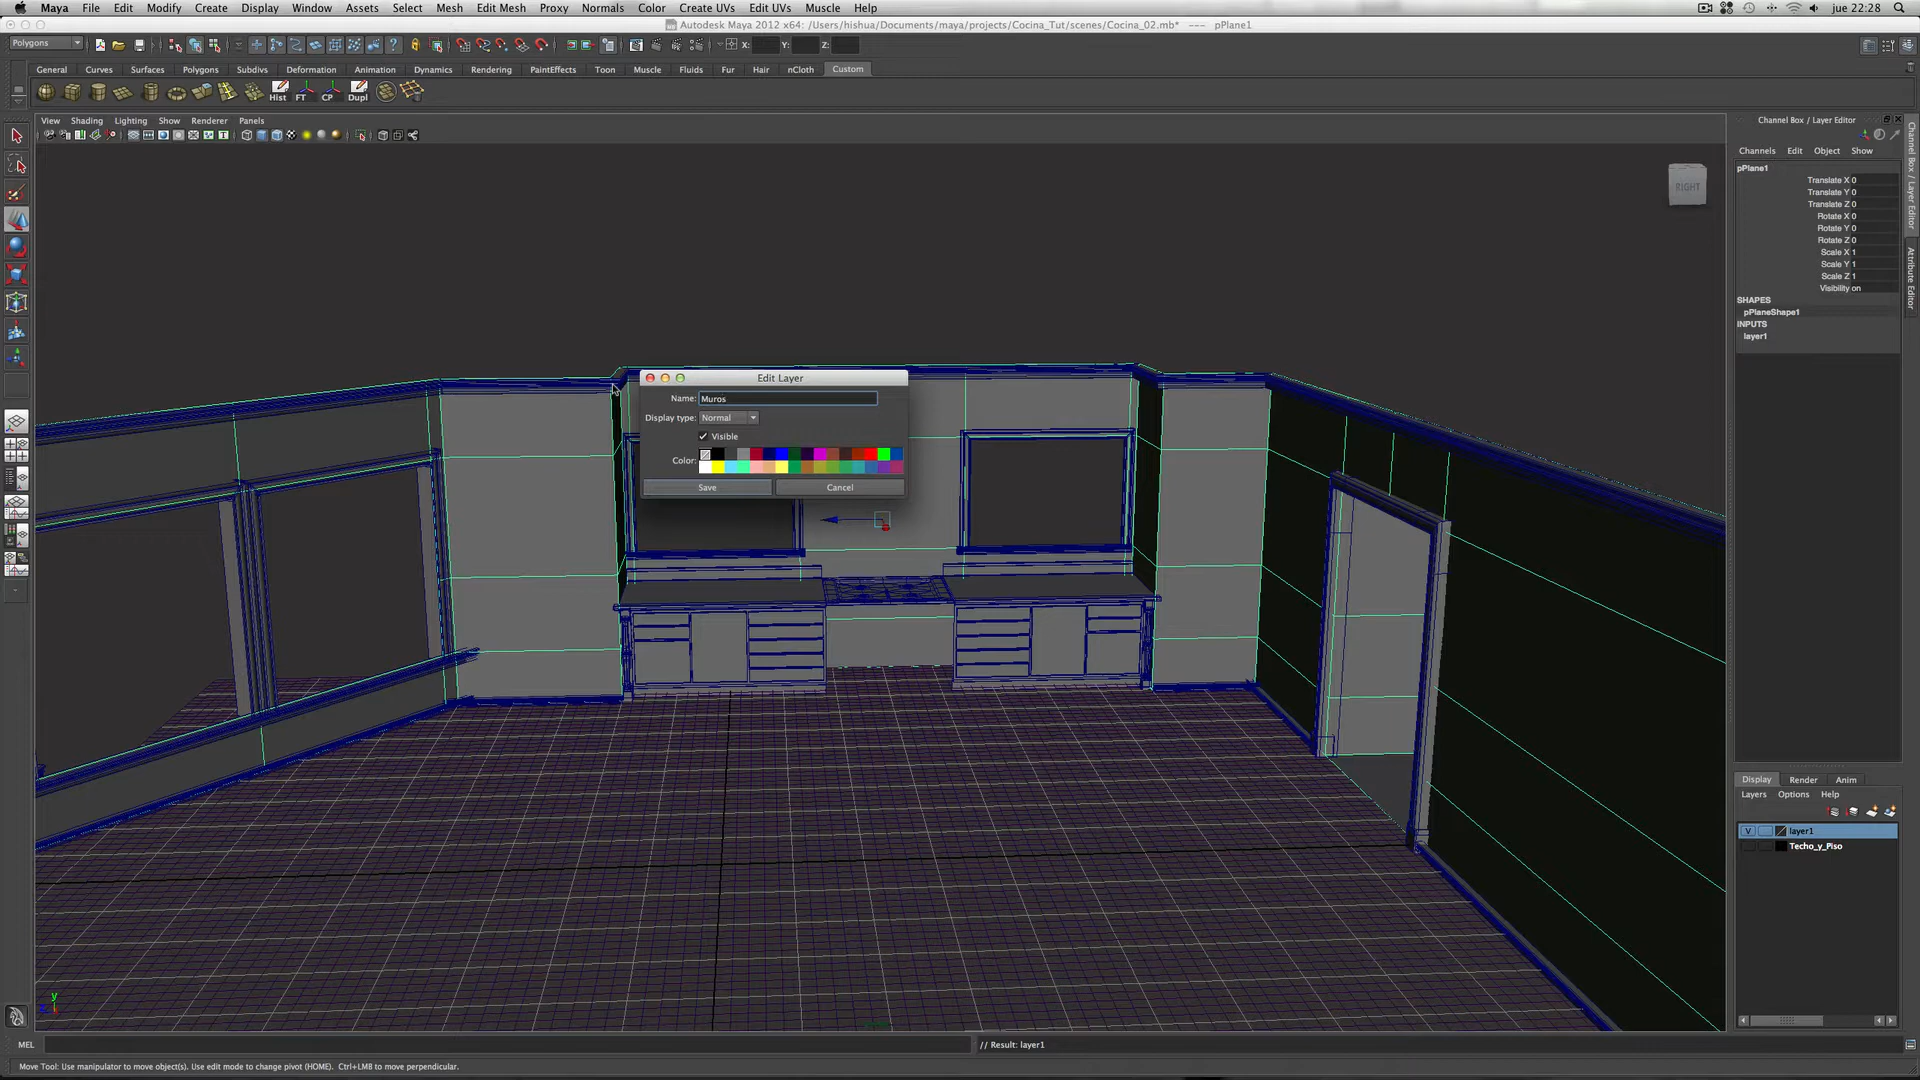 Maya File Edit Modify Create Display Window Assets Select Mesh Edit Mesh Proxy Normals Color Create UVs Edit UVs Muscle Help
jue 22:28
Autodesk Maya 2012 x64: /Users/hishua/Documents/maya/projects/Cocina_Tut/scenes/Cocina_02.mb* --- pPlane1
Polygons
X: Y: Z:
General Curves Surfaces Polygons Subdivs Deformation Animation Dynamics Rendering PaintEffects Toon Muscle Fluids Fur Hair nCloth Custom
Hist FT CP Dupl
View Shading Lighting Show Renderer Panels
Channel Box / Layer Editor
Channels Edit Object Show
pPlane1
Translate X 0
Translate Y 0
Translate Z 0
Rotate X 0
Rotate Y 0
Rotate Z 0
Scale X 1
Scale Y 1
Scale Z 1
Visibility on
SHAPES
pPlaneShape1
INPUTS
layer1
Channel Box / Layer Editor
Attribute Editor
RIGHT
Edit Layer
Name: Muros
Display type: Normal
Visible
Color:
Save Cancel
Display Render Anim
Layers Options Help
V layer1
Techo_y_Piso
y
MEL
// Result: layer1
Move Tool: Use manipulator to move object(s). Use edit mode to change pivot (HOME). Ctrl+LMB to move perpendicular.